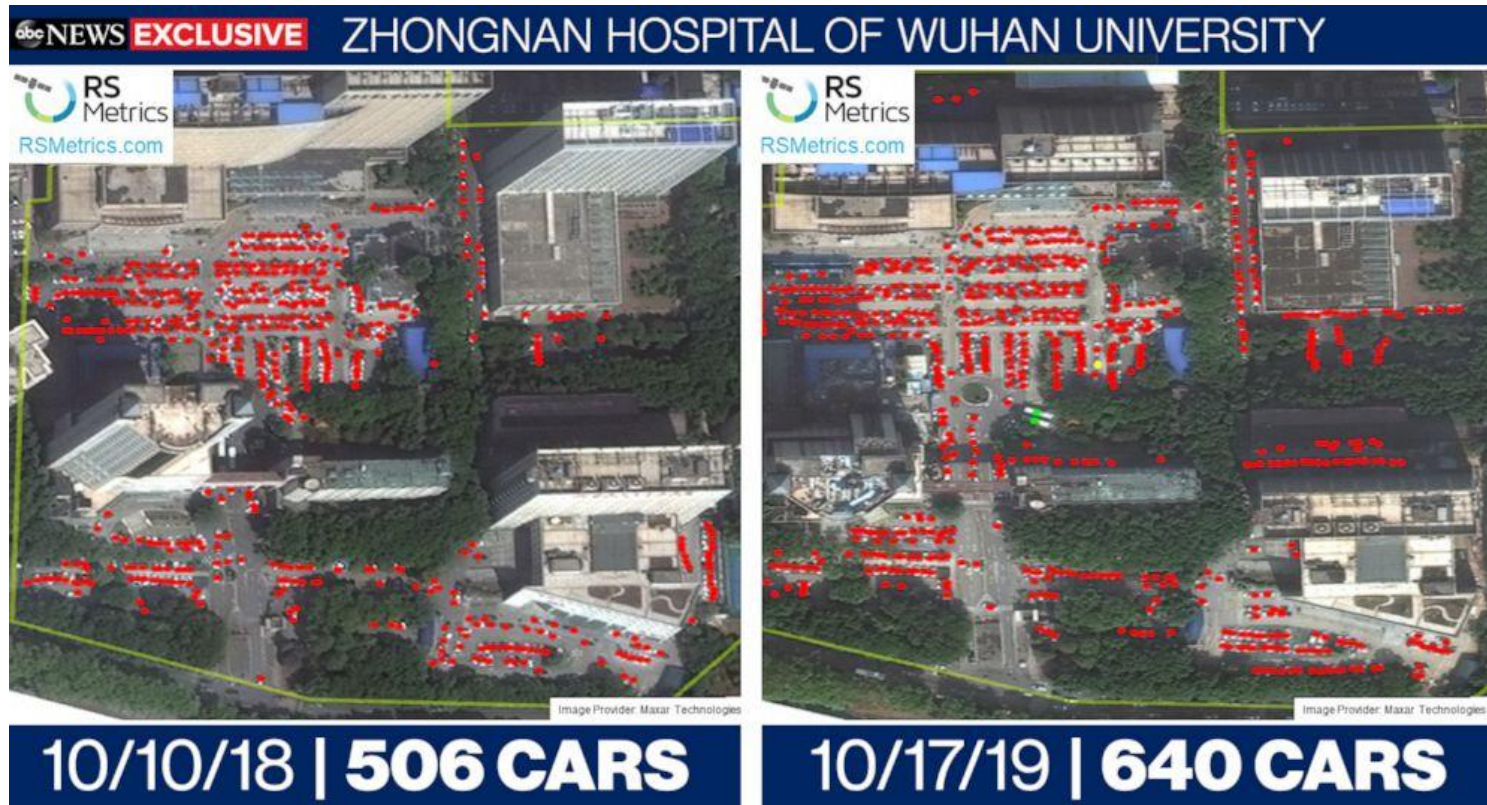 abc NEWS EXCLUSIVE ZHONGNAN HOSPITAL OF WUHAN UNIVERSITY
RS Metrics
RSMetrics.com
RS Metrics
RSMetrics.com
Image Provider: Maxar Technologies
Image Provider: Maxar Technologies
10/10/18 | 506 CARS
10/17/19 | 640 CARS